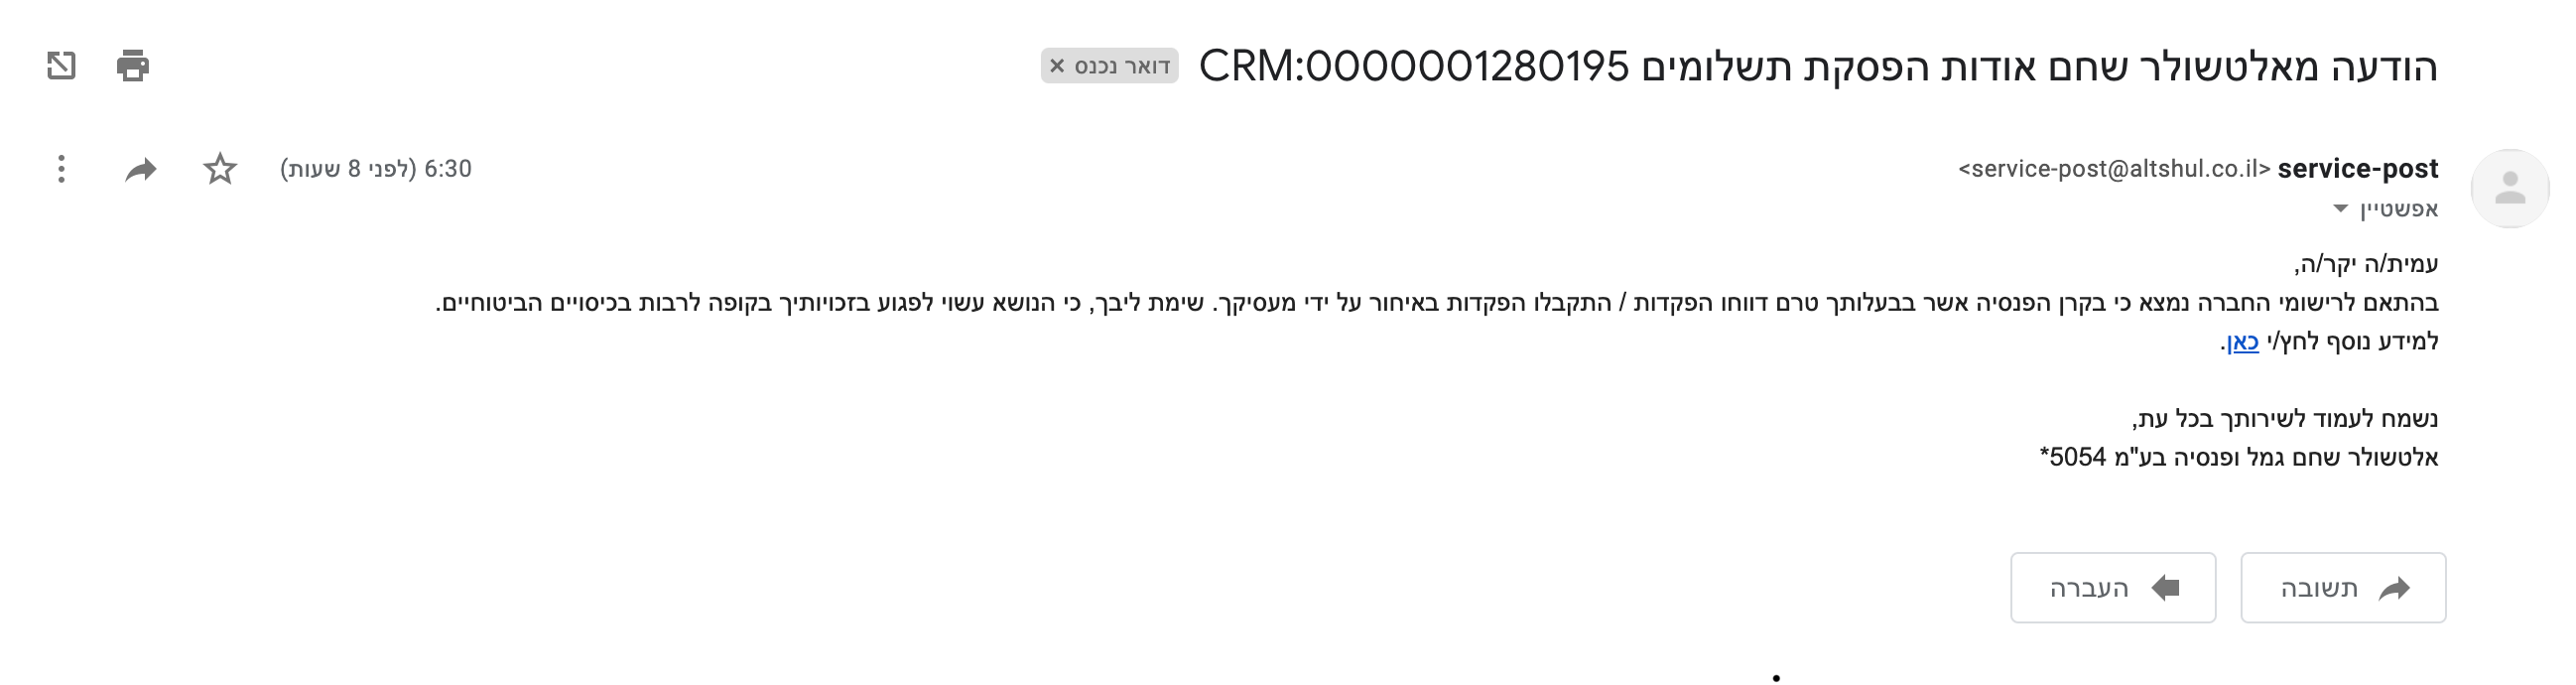 הודעה מאלטשולר שחם אודות הפסקת תשלומים CRM:0000001280195 דואר נכנס ×
service-post <service-post@altshul.co.il> 6:30 (לפני 8 שעות)
אפשטיין
עמית/ה יקר/ה,
בהתאם לרישומי החברה נמצא כי בקרן הפנסיה אשר בבעלותך טרם דווחו הפקדות / התקבלו הפקדות באיחור על ידי מעסיקך. שימת ליבך, כי הנושא עשוי לפגוע בזכויותיך בקופה לרבות בכיסויים הביטוחיים.
למידע נוסף לחץ/י כאן.
נשמח לעמוד לשירותך בכל עת,
אלטשולר שחם גמל ופנסיה בע"מ 5054*
תשובה העברה